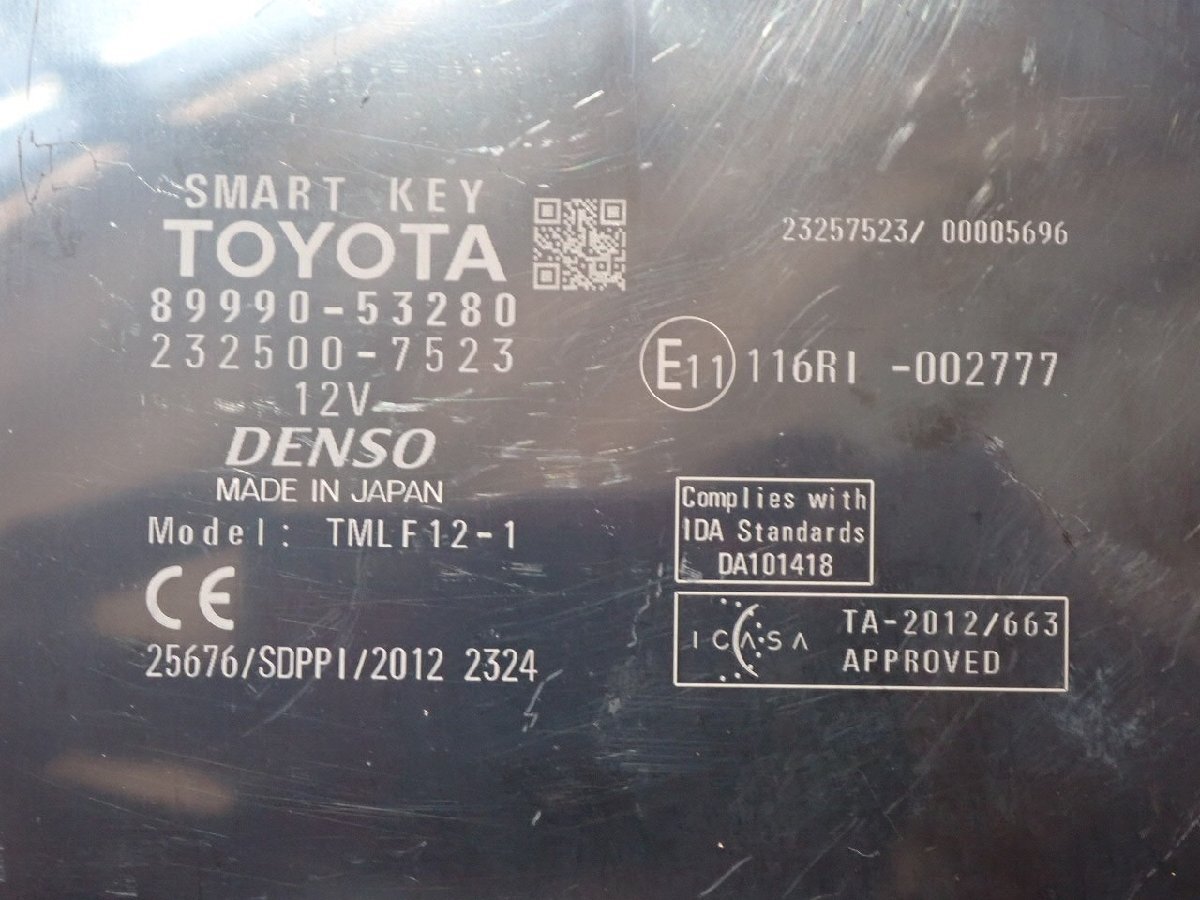 SMART KEY
TOYOTA
89990-53280
232500-7523
12V
DENSO
MADE IN JAPAN
Model: TMLF12-1
CE
25676/SDPPI/2012 2324
23257523/ 00005696
E11 116RI -002777
Complies with
IDA Standards
DA101418
ICASA
TA-2012/663
APPROVED